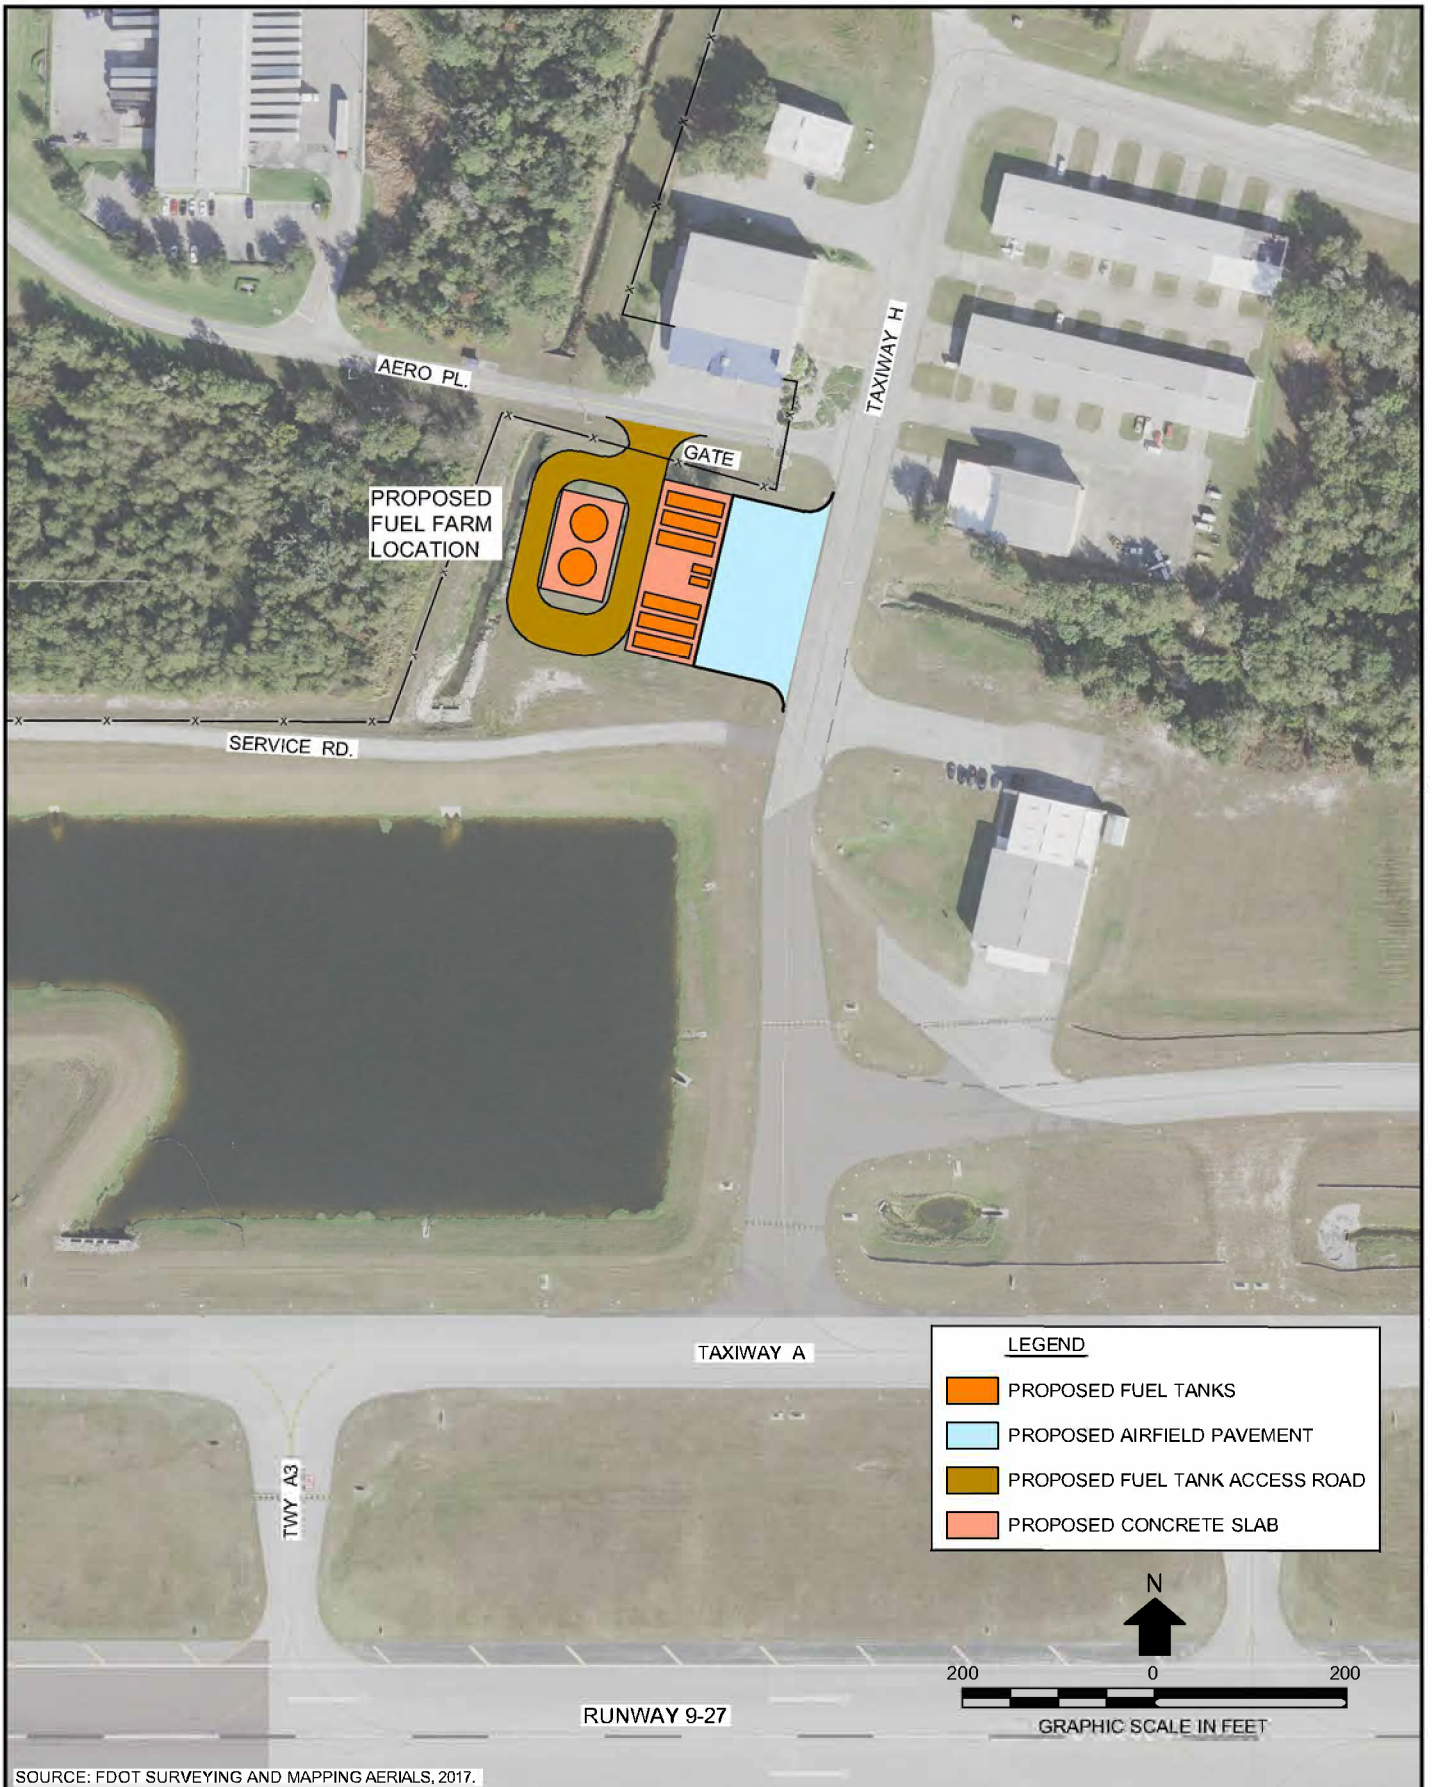 TAXIWAY H
AERO PL.
GATE
PROPOSED
FUEL FARM
LOCATION
SERVICE RD.
TAXIWAY A
LEGEND
PROPOSED FUEL TANKS
PROPOSED AIRFIELD PAVEMENT
PROPOSED FUEL TANK ACCESS ROAD
PROPOSED CONCRETE SLAB
TWY A3
N
200 0 200
GRAPHIC SCALE IN FEET
RUNWAY 9-27
SOURCE: FDOT SURVEYING AND MAPPING AERIALS, 2017.